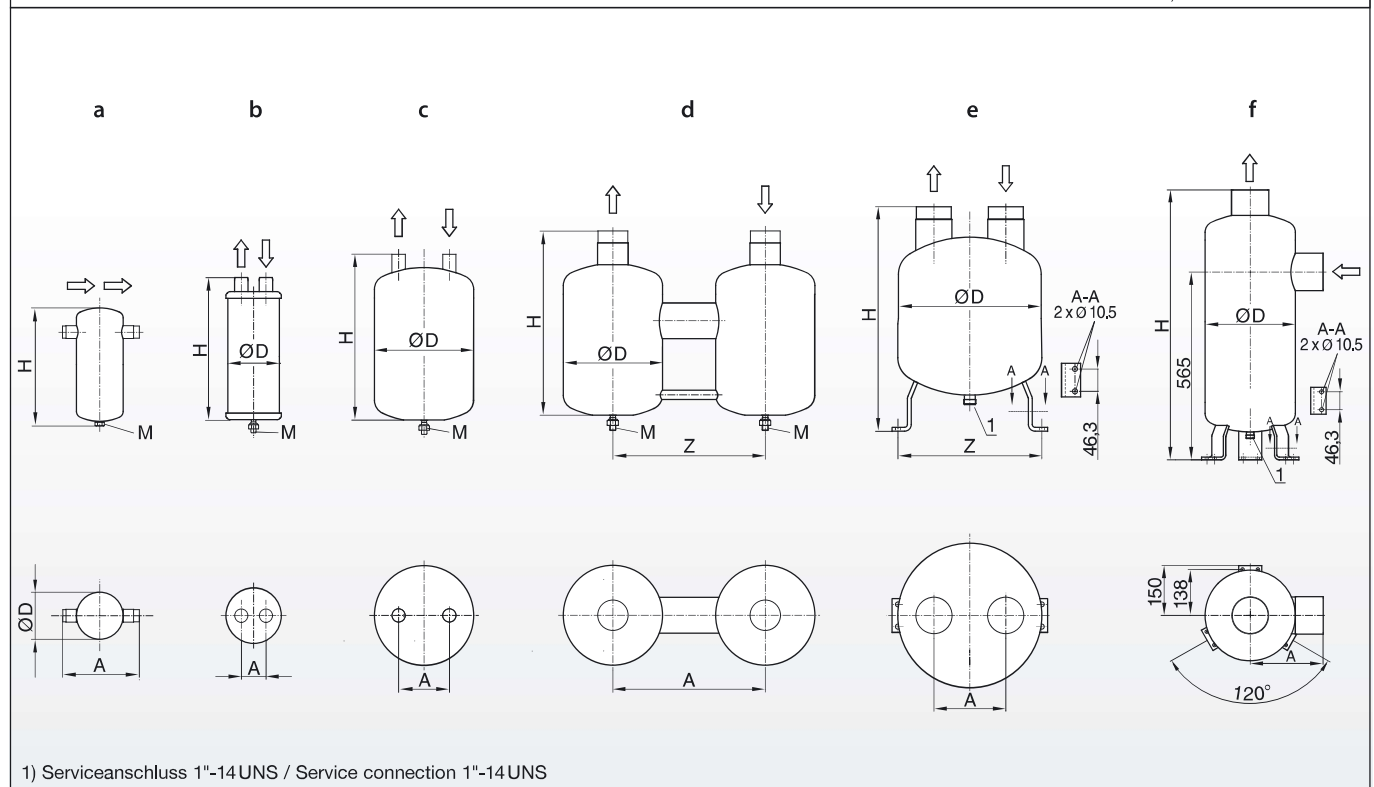 a b c d e f
H
M
H
ØD
M
H
ØD
M
H
ØD
M
M
Z
H
ØD
A-A
2 x Ø 10,5
A A
46,3
1
Z
H
565
ØD
A-A
2 x Ø 10,5
A A
46,3
1
ØD
A
A
A
A
A
150
138
A
120°
1) Serviceanschluss 1"-14 UNS / Service connection 1"-14 UNS